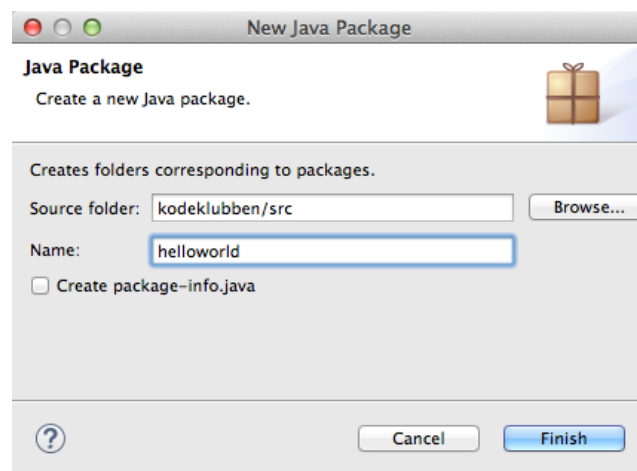 New Java Package
Java Package
Create a new Java package.
Creates folders corresponding to packages.
Source folder: kodeklubben/src Browse...
Name: helloworld
Create package-info.java
? Cancel Finish